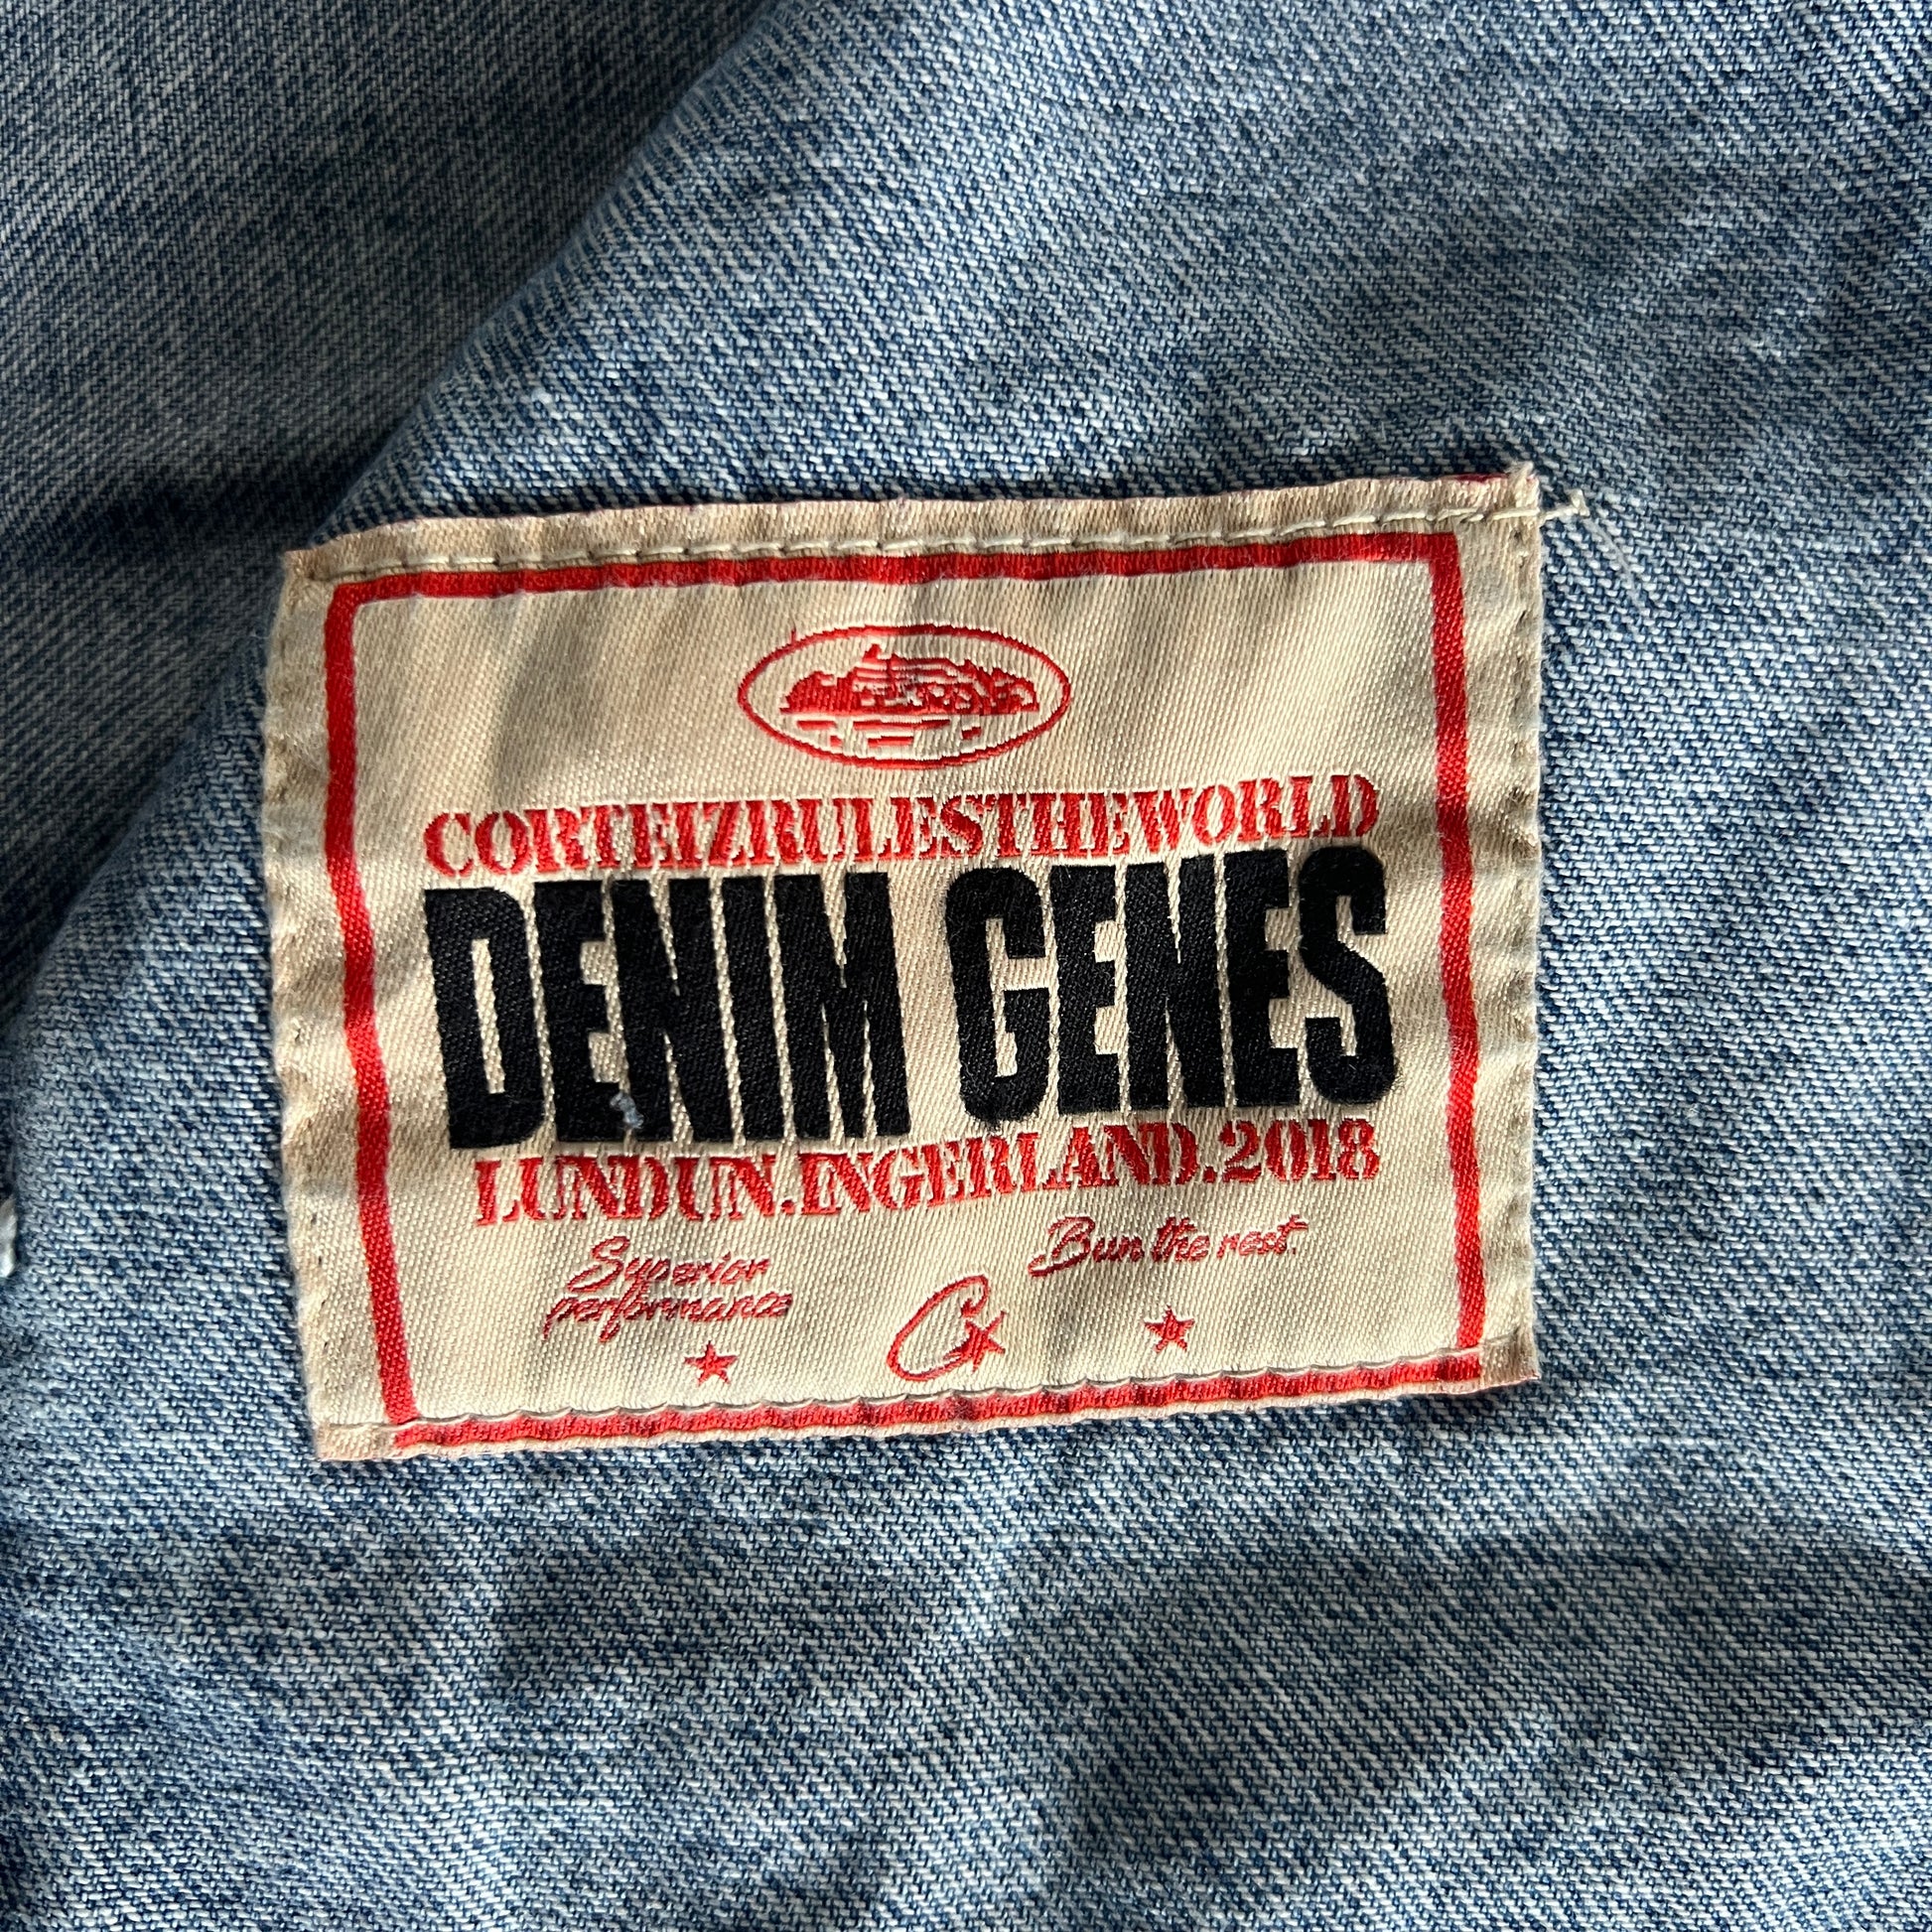 CORTEIZRULESTHEWORLD
DENIM GENES
LUNDUN.INGERLAND.2018
Superior
performance
Bun the rest.
C